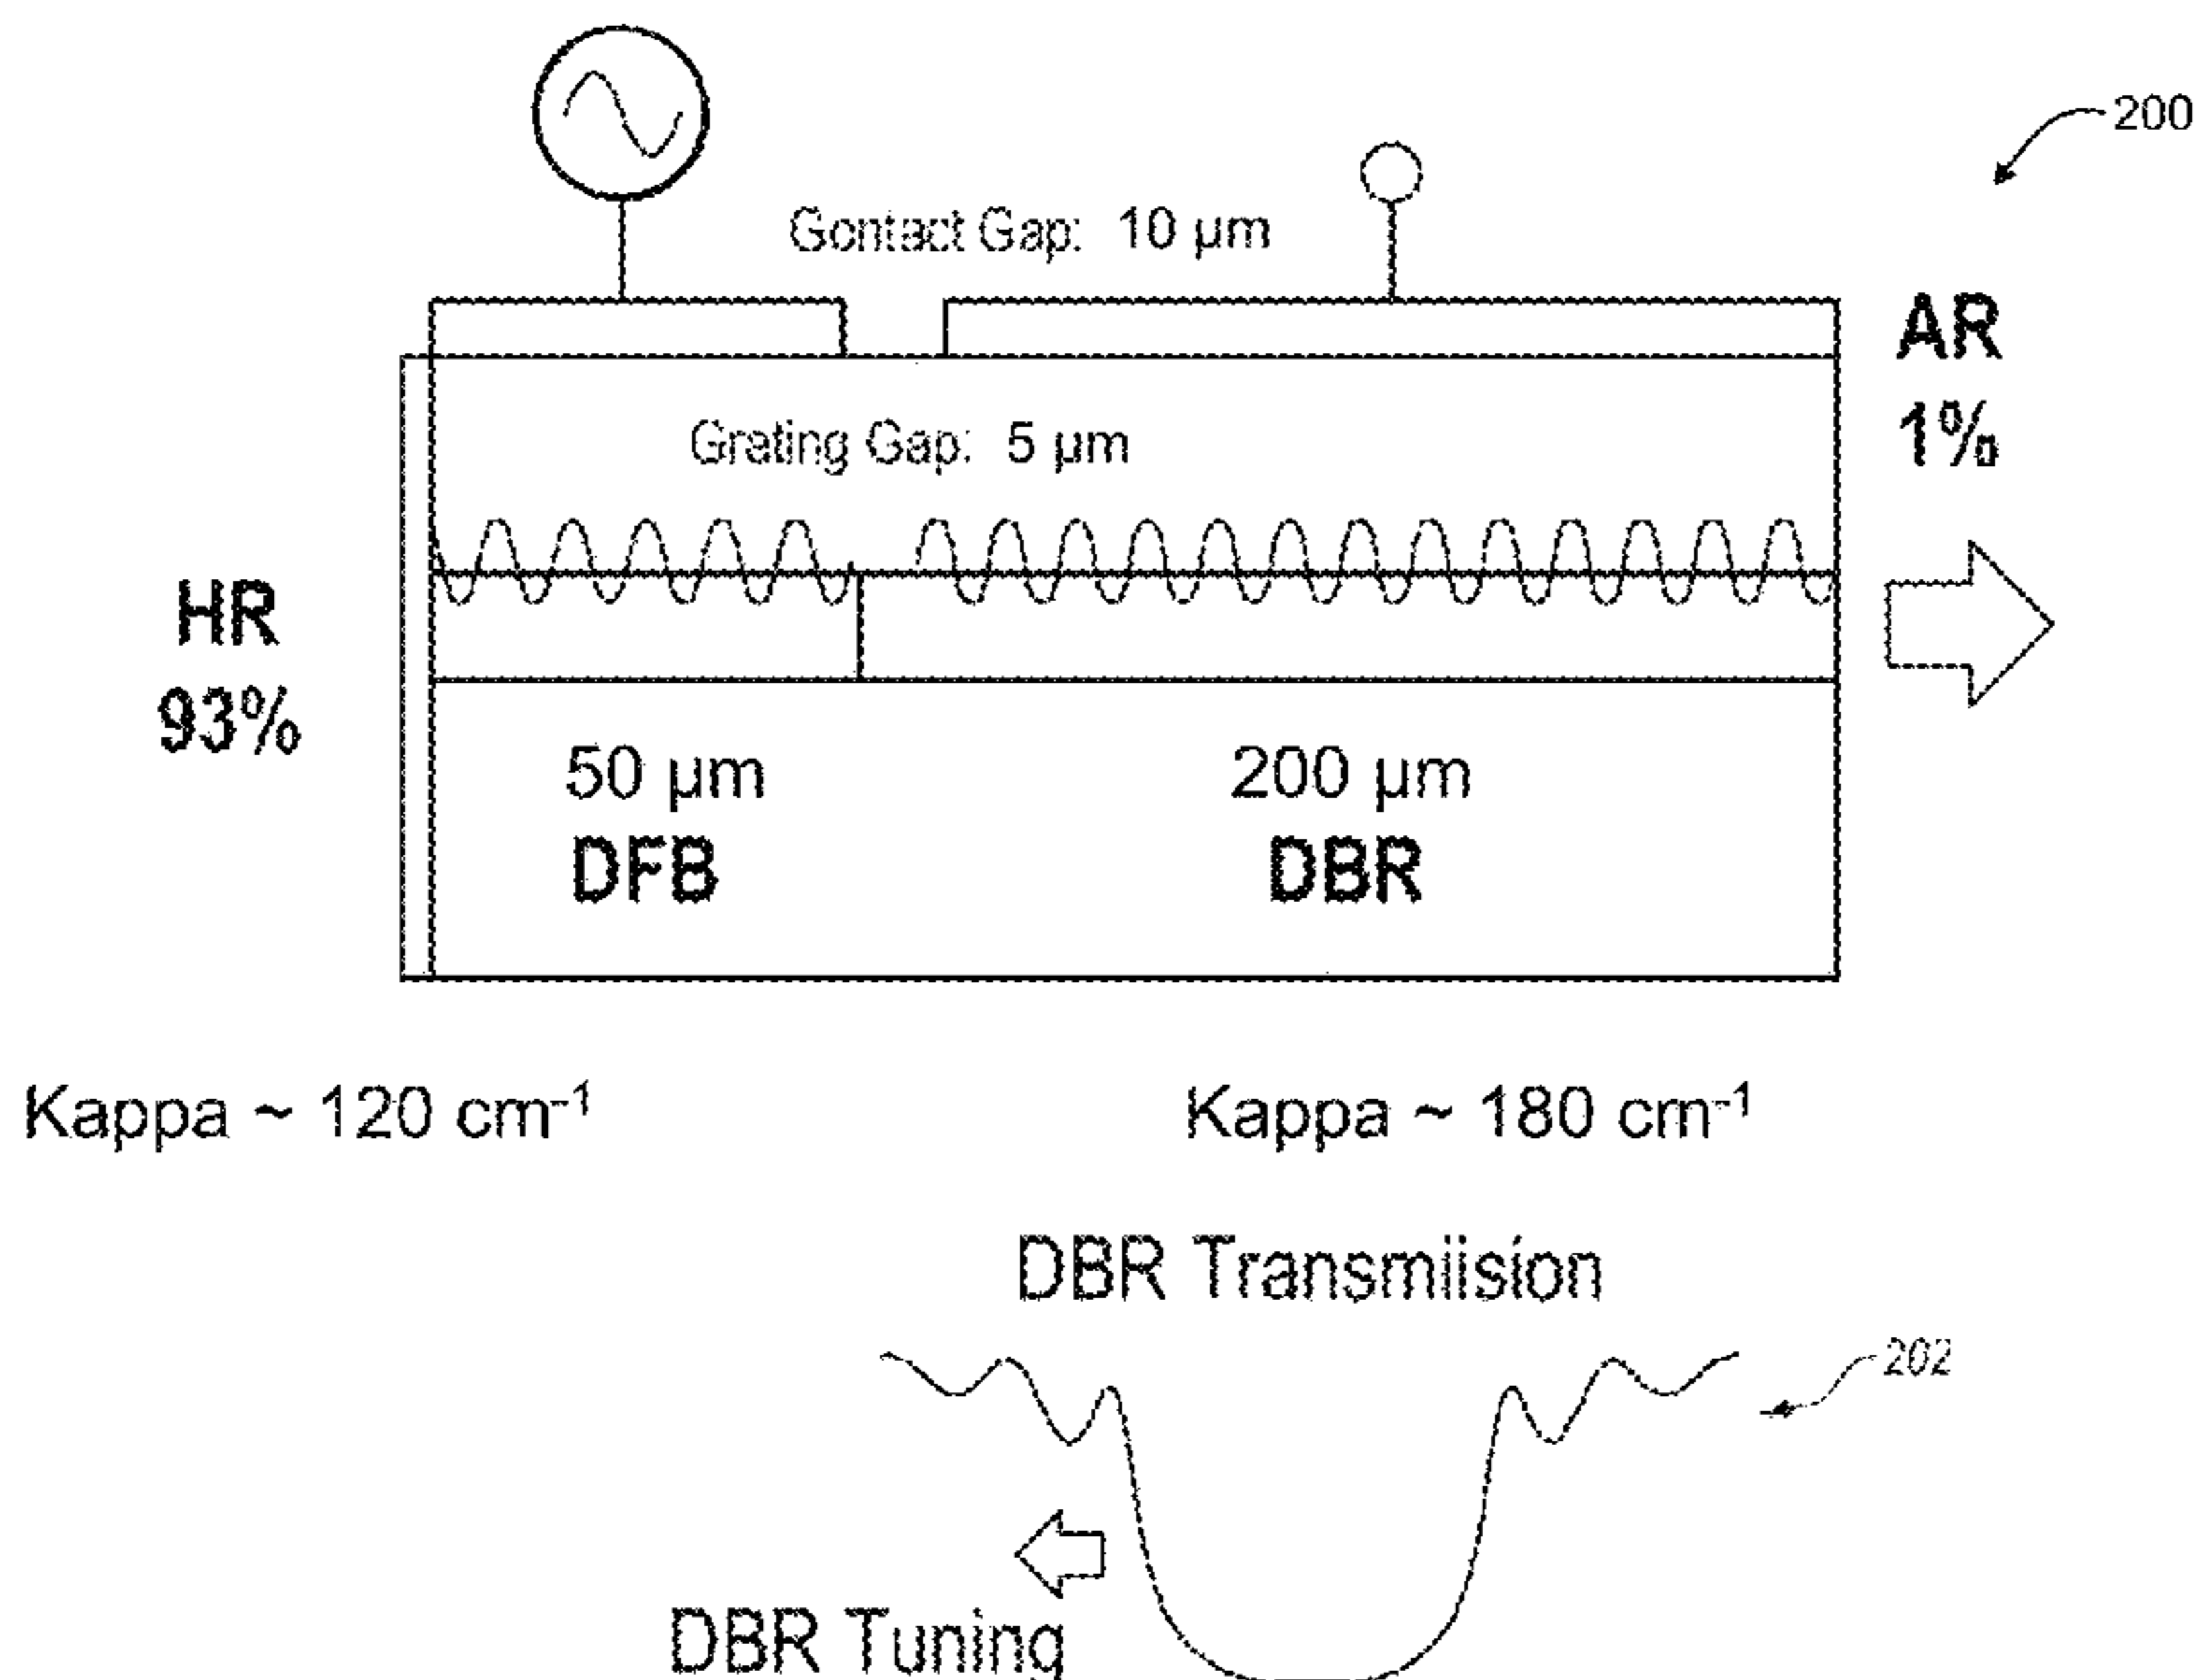 200
Gontact Gap: 10 µm
AR
1%
Grating Gap: 5 µm
HR
93%
50 µm
DFB
200 µm
DBR
Kappa ~ 120 cm⁻¹
Kappa ~ 180 cm⁻¹
DBR Transmiision
202
DBR Tuning